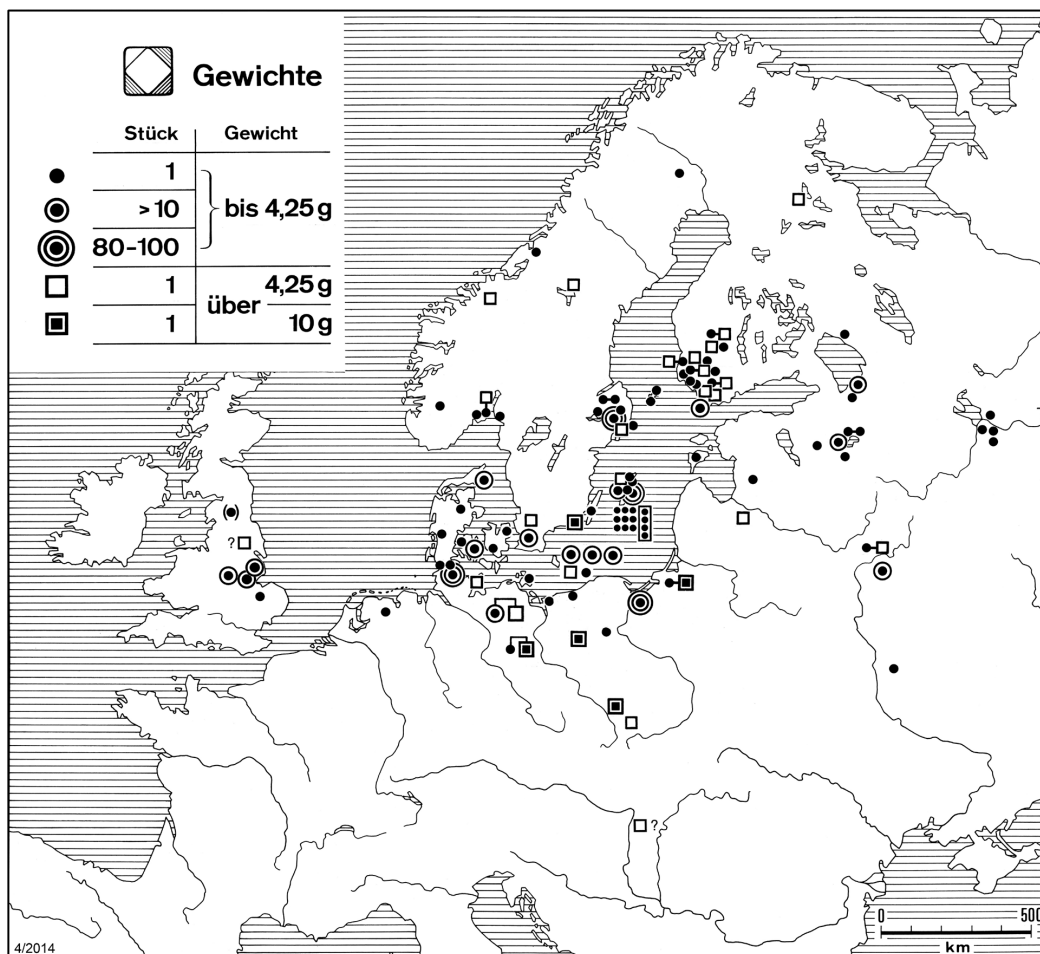 Gewichte
Stück Gewicht
1
>10 bis 4,25 g
80–100
1 4,25 g
über
1 10 g
?
?
0 500
km
4/2014